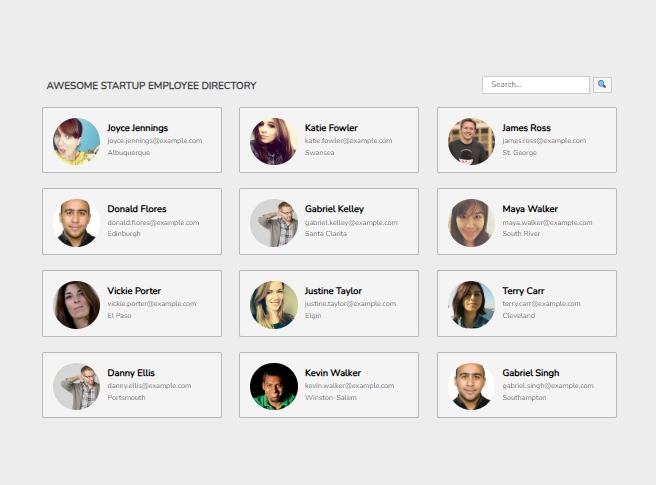 AWESOME STARTUP EMPLOYEE DIRECTORY
Search...
Joyce Jennings
joyce.jennings@example.com
Albuquerque
Katie Fowler
katie.fowler@example.com
Swansea
James Ross
james.ross@example.com
St. George
Donald Flores
donald.flores@example.com
Edinburgh
Gabriel Kelley
gabriel.kelley@example.com
Santa Clarita
Maya Walker
maya.walker@example.com
South River
Vickie Porter
vickie.porter@example.com
El Paso
Justine Taylor
justine.taylor@example.com
Elgin
Terry Carr
terry.carr@example.com
Cleveland
Danny Ellis
danny.ellis@example.com
Portsmouth
Kevin Walker
kevin.walker@example.com
Winston-Salem
Gabriel Singh
gabriel.singh@example.com
Southampton